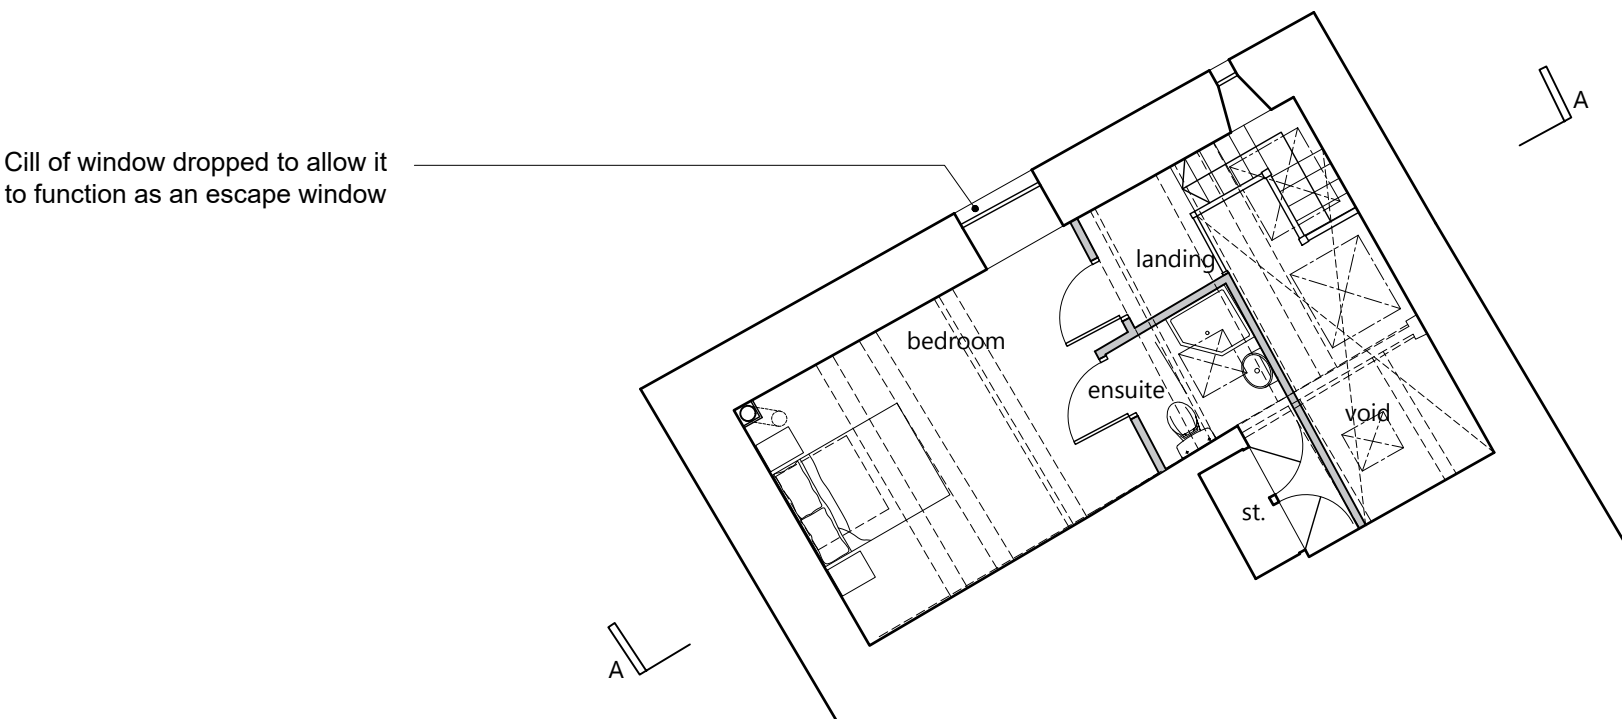 A
Cill of window dropped to allow it
to function as an escape window
landing
bedroom
ensuite
void
st.
A